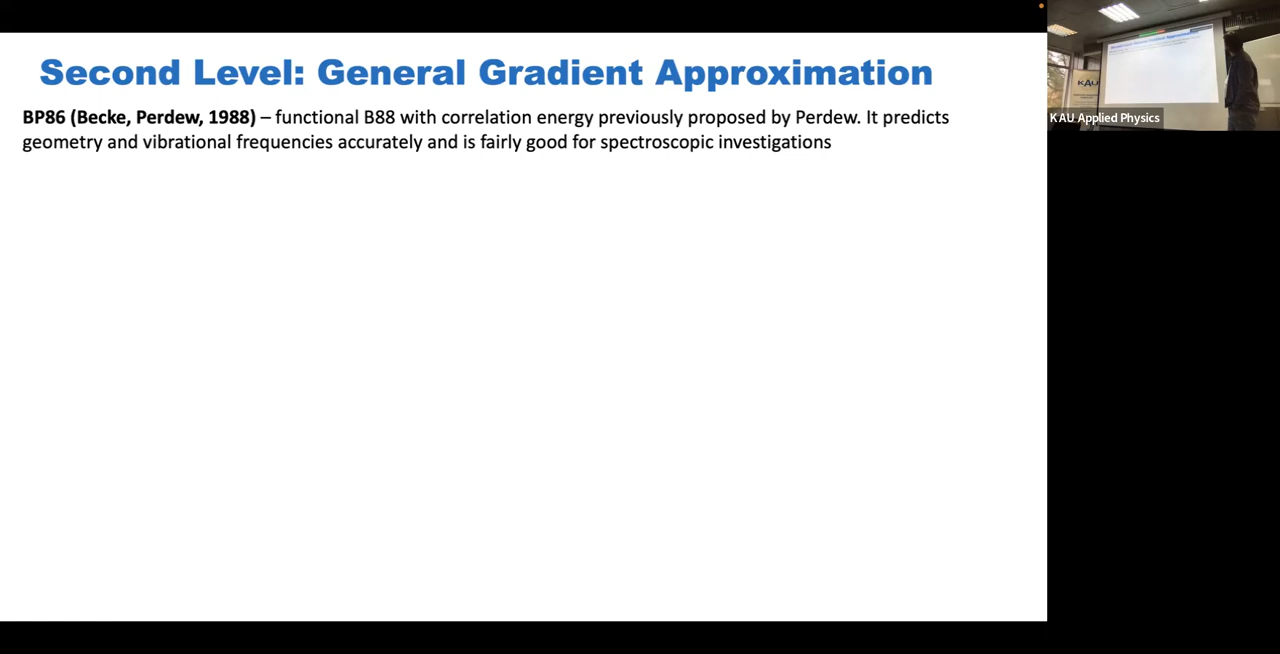 Second Level: General Gradient Approximation
BP86 (Becke, Perdew, 1988) – functional B88 with correlation energy previously proposed by Perdew. It predicts
geometry and vibrational frequencies accurately and is fairly good for spectroscopic investigations
KAU
KAU Applied Physics